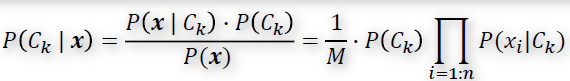 P(C_k | x) = P(x | C_k) · P(C_k) / P(x) = 1/M · P(C_k) ∏_{i=1:n} P(x_i|C_k)